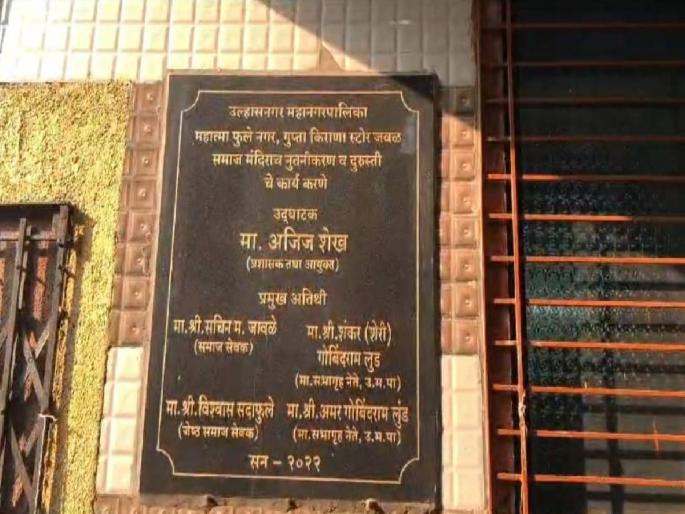 उल्हासनगर महानगरपालिका
महात्मा फुले नगर, गुप्ता किराणा स्टोर जवळ
समाज मंदिराव नुतनीकरण व दुरुस्ती
चे कार्य करणे
उद्घाटक
मा. अजिज शेख
(प्रशासक तथा आयुक्त)
प्रमुख अतिथी
मा.श्री.सचिन म. जावळे
(समाज सेवक)
मा.श्री.शंकर (शेरी)
गोबिंदराम लुंड
(मा.सभागृह नेते, उ.म.पा)
मा.श्री.विश्वास सदाफुले
(जेष्ठ समाज सेवक)
मा.श्री.अमर गोबिंदराम लुंड
(मा.सभागृह नेते, उ.म.पा)
सन - २०२२